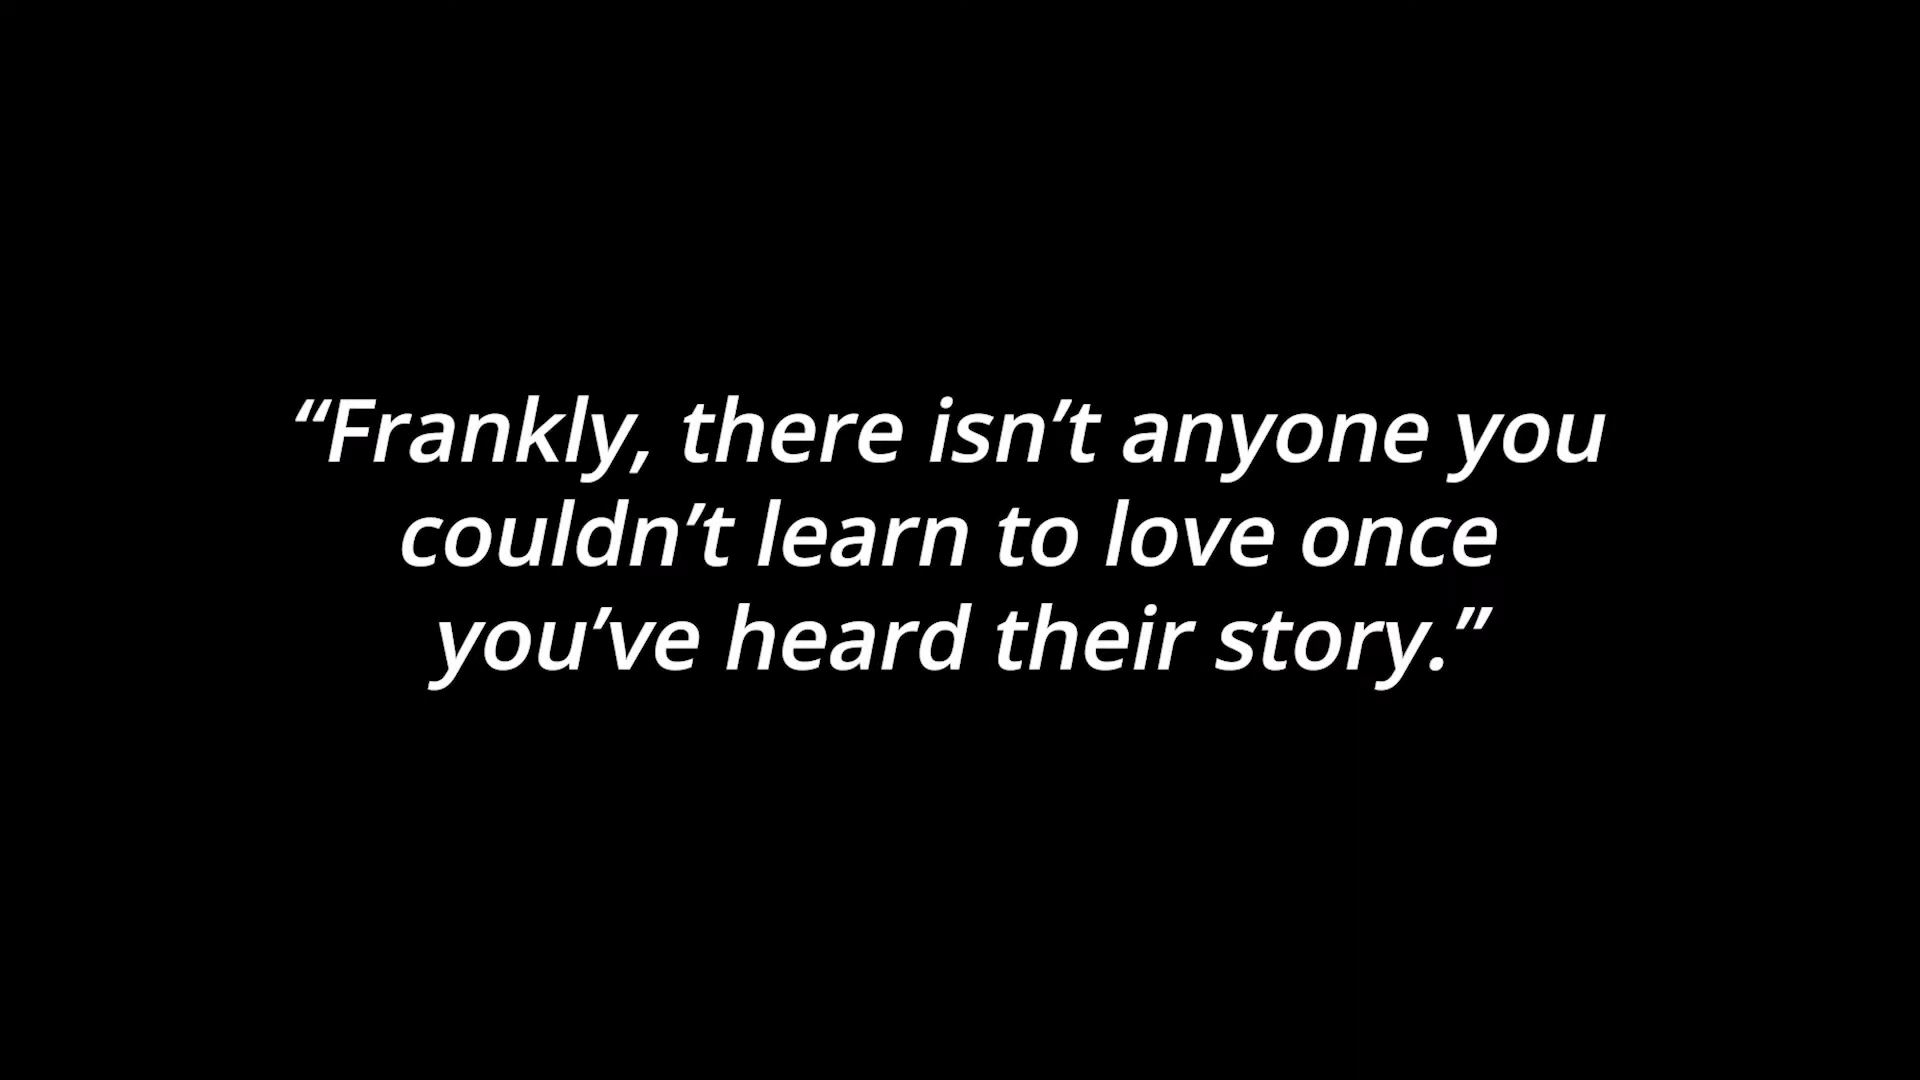 “Frankly, there isn’t anyone you
couldn’t learn to love once
you’ve heard their story.”